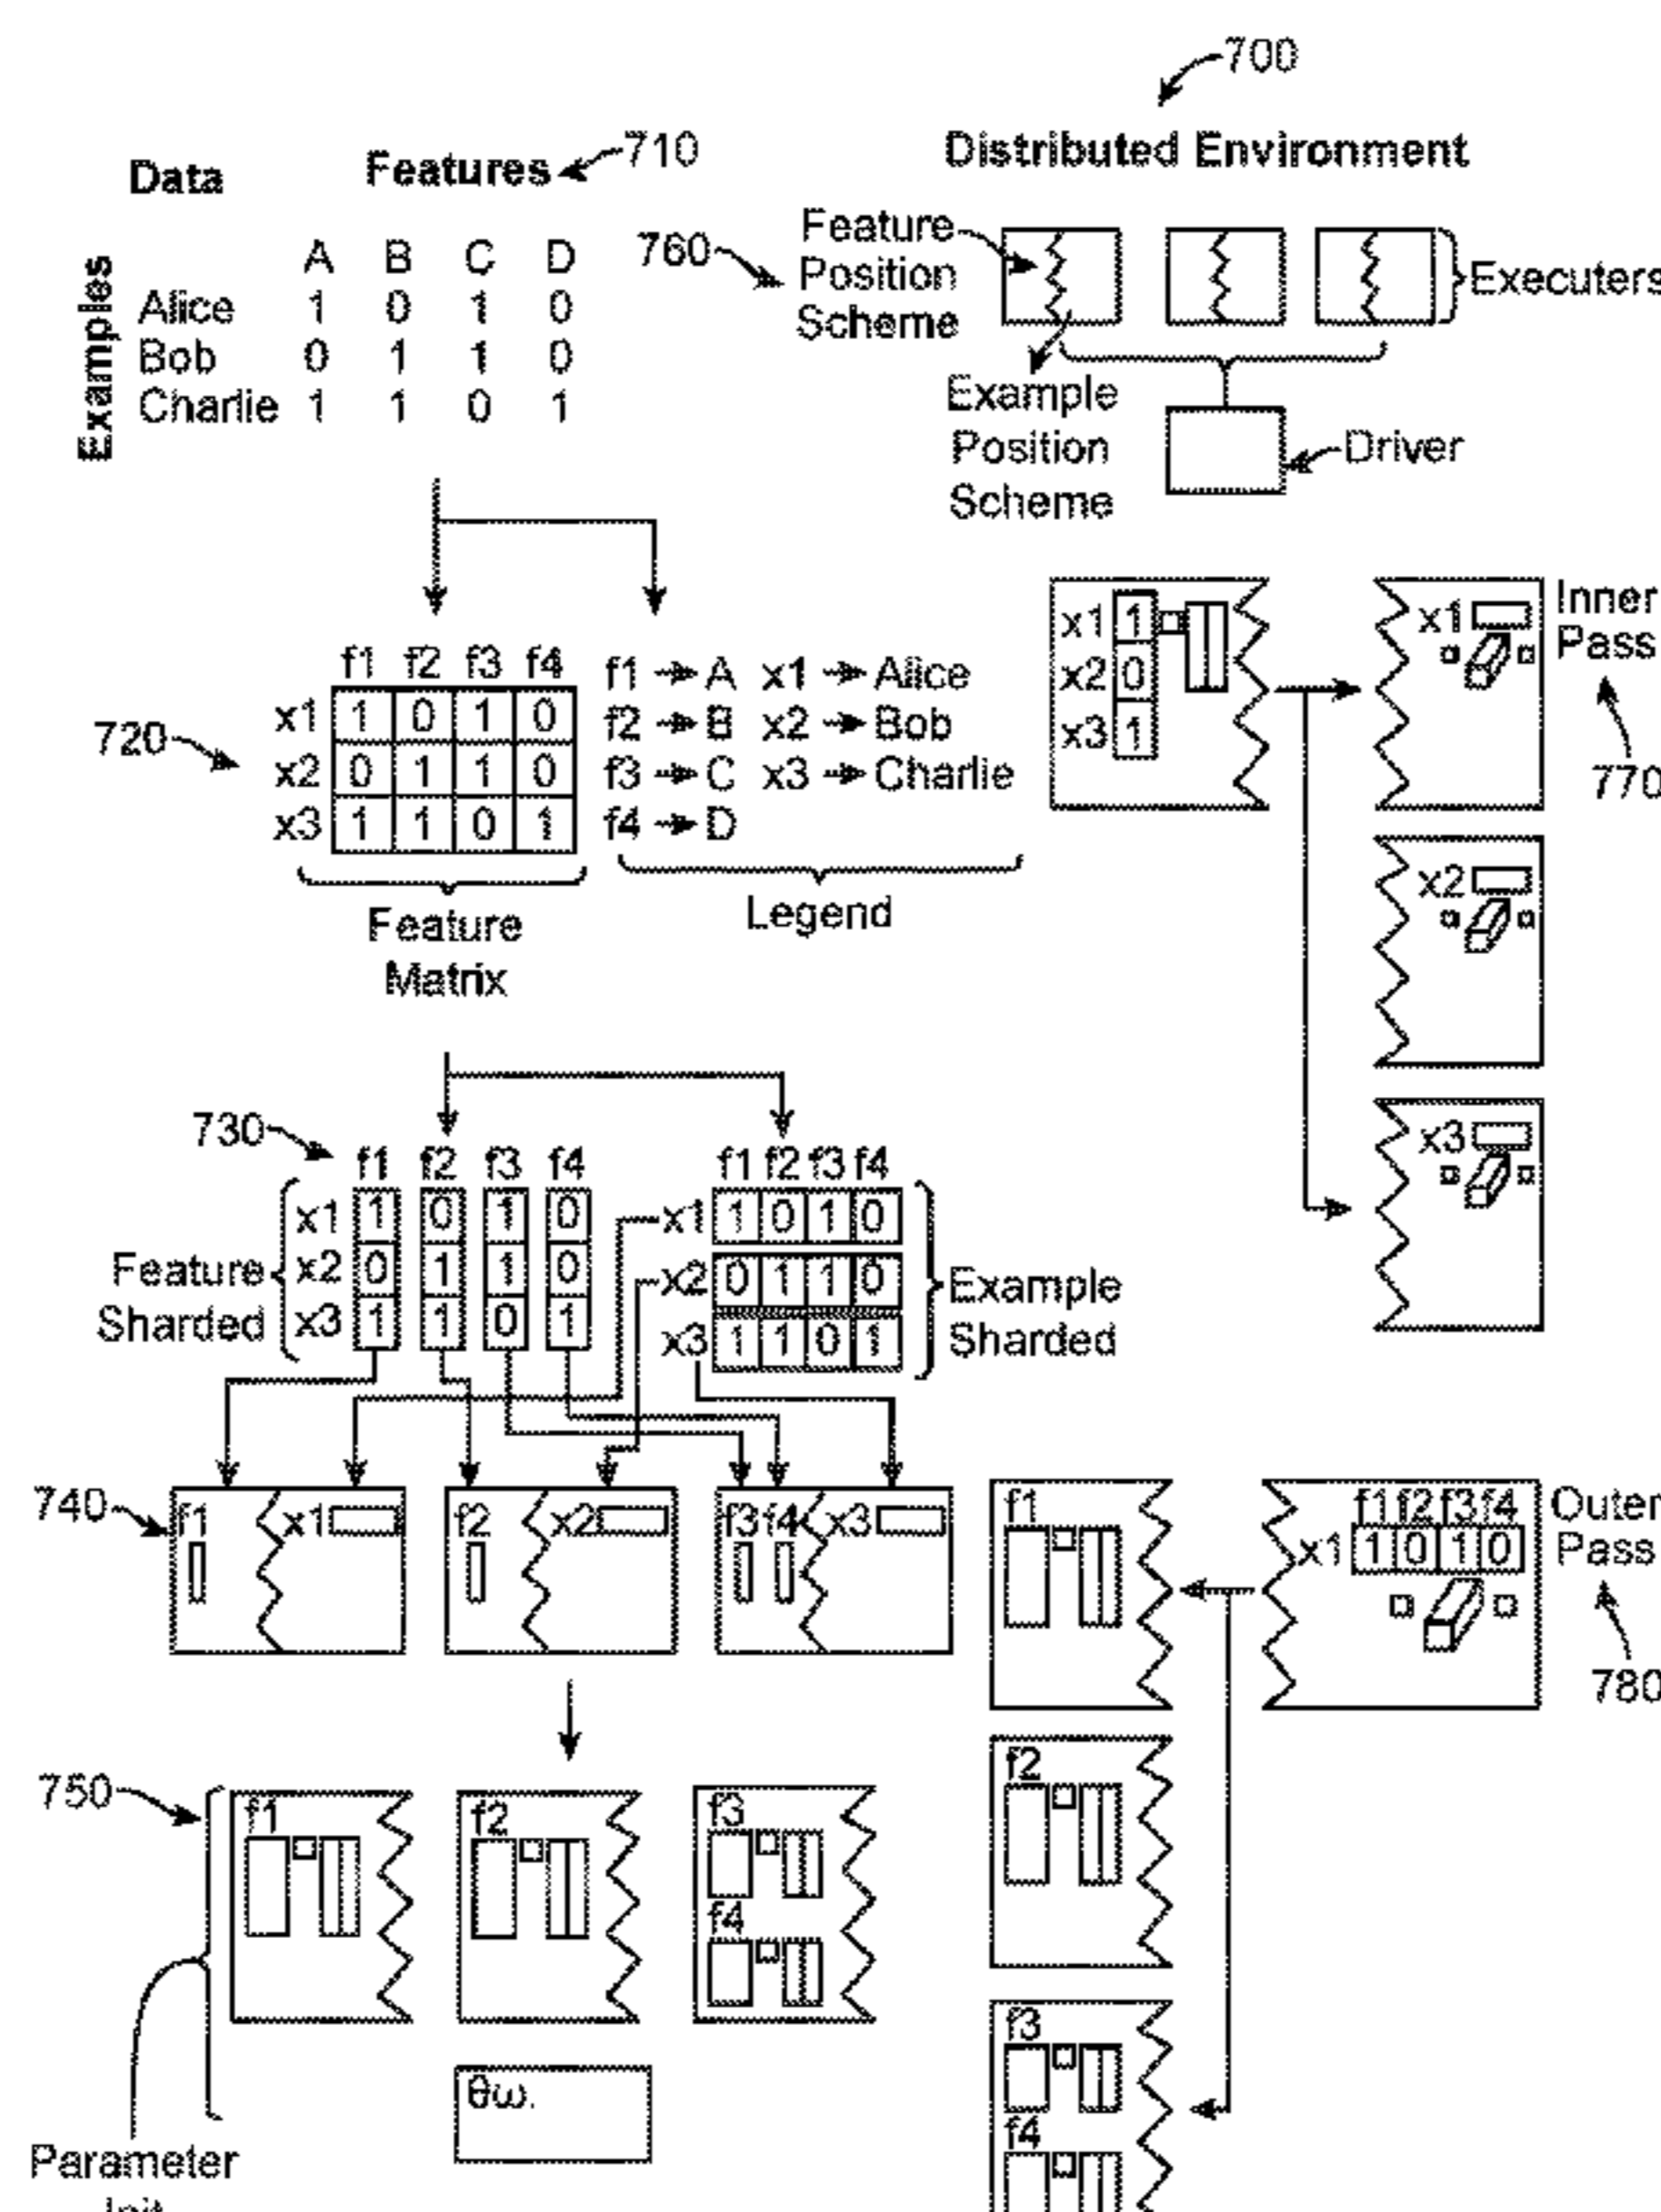 700
Data Features 710
Distributed Environment
Examples
A B C D
Alice 1 0 1 0
Bob 0 1 1 0
Charlie 1 1 0 1
760
Feature
Position
Scheme
Executers
Example
Position
Scheme
Driver
720
f1 f2 f3 f4
x1 1 0 1 0
x2 0 1 1 0
x3 1 1 0 1
Feature
Matrix
f1 → A x1 → Alice
f2 → B x2 → Bob
f3 → C x3 → Charlie
f4 → D
Legend
x1 1
x2 0
x3 1
x1
Inner
Pass
770
x2
x3
730
f1 f2 f3 f4
x1 1 0 1 0
x2 0 1 1 0
x3 1 1 0 1
Feature
Sharded
f1 f2 f3 f4
x1 1 0 1 0
x2 0 1 1 0
x3 1 1 0 1
Example
Sharded
740
f1 x1
f2 x2
f3 f4 x3
f1
f1 f2 f3 f4
x1 1 0 1 0
Outer
Pass
780
f2
f3
f4
750
f1
f2
f3
f4
θω.
Parameter
Init